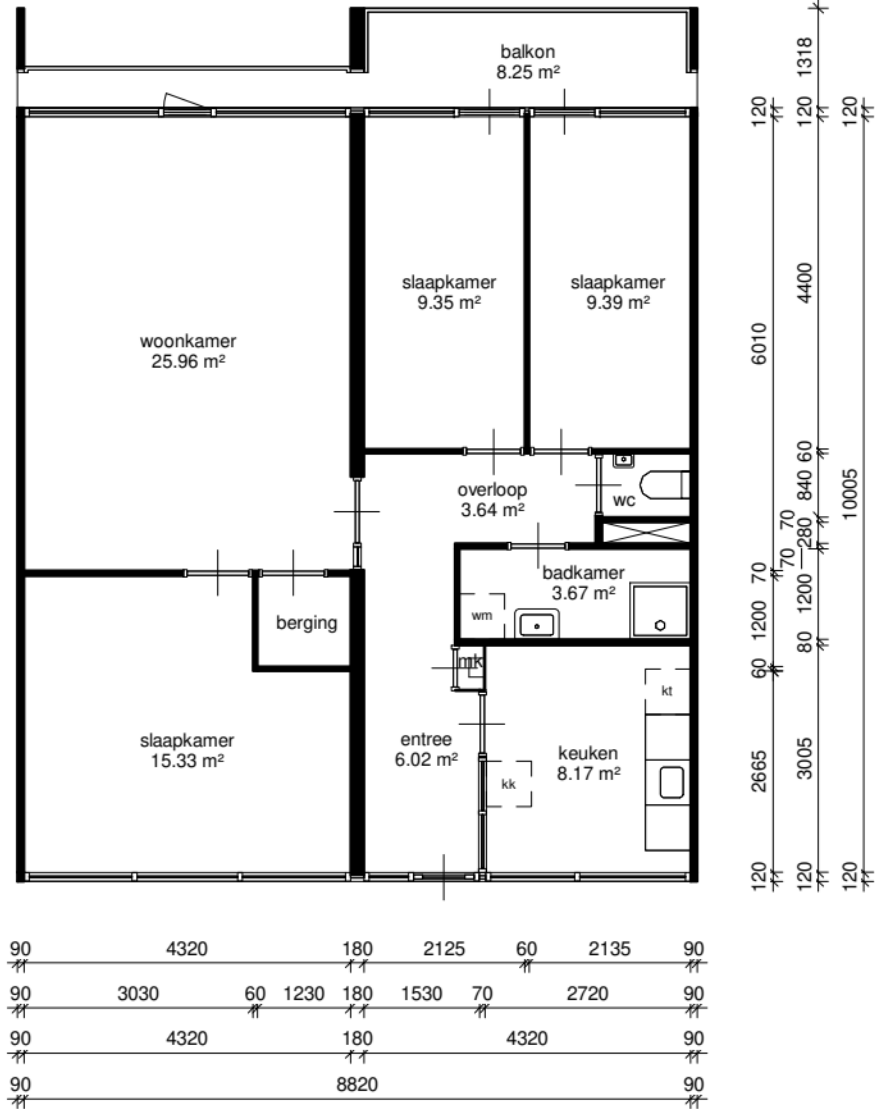 balkon
8.25 m²
slaapkamer
9.35 m²
slaapkamer
9.39 m²
woonkamer
25.96 m²
overloop
3.64 m²
wc
badkamer
3.67 m²
wm
berging
mk
kt
slaapkamer
15.33 m²
entree
6.02 m²
keuken
8.17 m²
kk
120
6010
70
1200
60
2665
120
1318
120
4400
60
840
70
280
70
1200
80
3005
120
120
10005
120
90 4320 180 2125 60 2135 90
90 3030 60 1230 180 1530 70 2720 90
90 4320 180 4320 90
90 8820 90